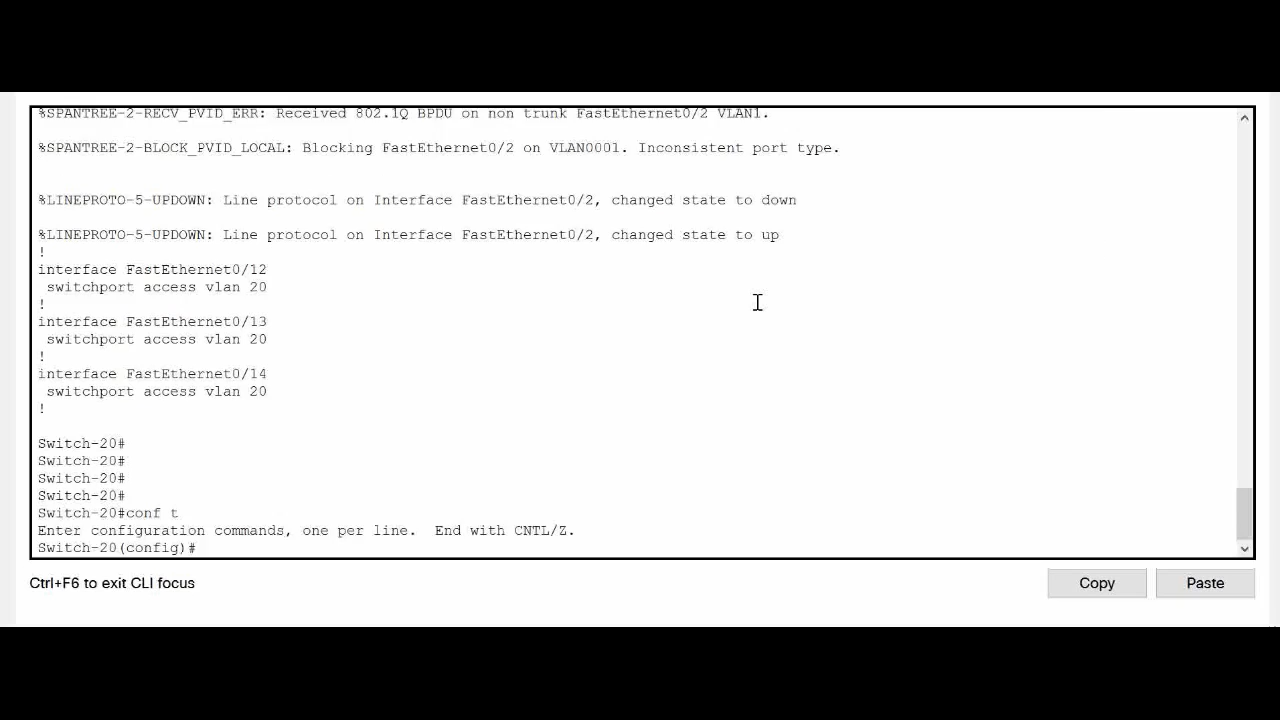 %SPANTREE-2-RECV_PVID_ERR: Received 802.1Q BPDU on non trunk FastEthernet0/2 VLAN1.
%SPANTREE-2-BLOCK_PVID_LOCAL: Blocking FastEthernet0/2 on VLAN0001. Inconsistent port type.
%LINEPROTO-5-UPDOWN: Line protocol on Interface FastEthernet0/2, changed state to down
%LINEPROTO-5-UPDOWN: Line protocol on Interface FastEthernet0/2, changed state to up
!
interface FastEthernet0/12
switchport access vlan 20
!
interface FastEthernet0/13
switchport access vlan 20
!
interface FastEthernet0/14
switchport access vlan 20
!
Switch-20#
Switch-20#
Switch-20#
Switch-20#
Switch-20#conf t
Enter configuration commands, one per line.  End with CNTL/Z.
Switch-20(config)#
Ctrl+F6 to exit CLI focus
Copy
Paste